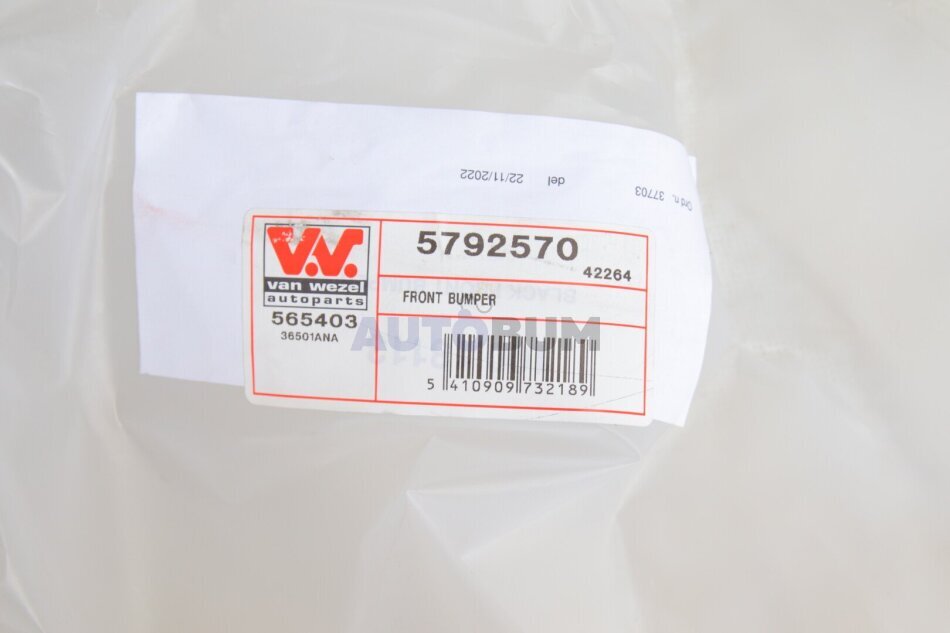 Ord n. 37703 del 22/11/2022
V.V.
van wezel
autoparts
565403
36501ANA
5792570
42264
FRONT BUMPER
AUTOBUM
5 410909 732189